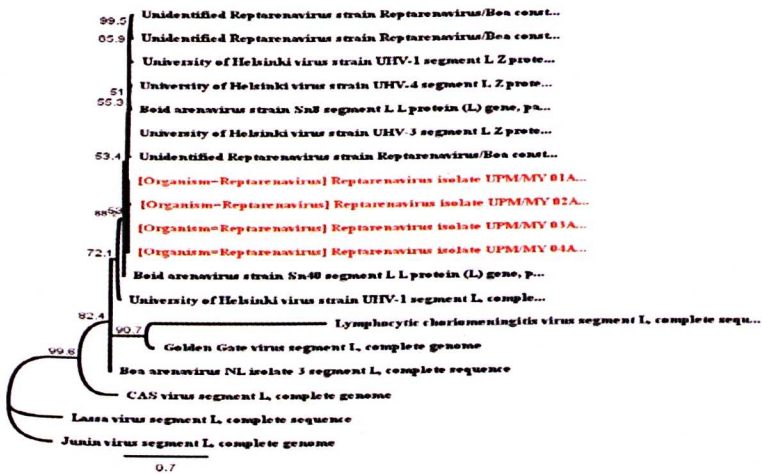 99.5
Unidentified Reptarenavirus strain Reptarenavirus/Boa const...
65.9
Unidentified Reptarenavirus strain Reptarenavirus/Boa const...
University of Helsinki virus strain UHV-1 segment L Z prote...
51
University of Helsinki virus strain UHV-4 segment L Z prote...
55.3
Boid arenavirus strain Sn8 segment L L protein (L) gene, pa...
University of Helsinki virus strain UHV-3 segment L Z prote...
53.4
Unidentified Reptarenavirus strain Reptarenavirus/Boa const...
[Organism=Reptarenavirus] Reptarenavirus isolate UPM/MY 01A...
[Organism=Reptarenavirus] Reptarenavirus isolate UPM/MY 02A...
[Organism=Reptarenavirus] Reptarenavirus isolate UPM/MY 03A...
[Organism=Reptarenavirus] Reptarenavirus isolate UPM/MY 04A...
72.1
Boid arenavirus strain Sn40 segment L L protein (L) gene, p...
University of Helsinki virus strain UHV-1 segment L, comple...
82.4
Lymphocytic choriomeningitis virus segment L, complete sequ...
90.7
Golden Gate virus segment L, complete genome
99.6
Boa arenavirus NL isolate 3 segment L, complete sequence
CAS virus segment L, complete genome
Lassa virus segment L, complete sequence
Junin virus segment L, complete genome
0.7